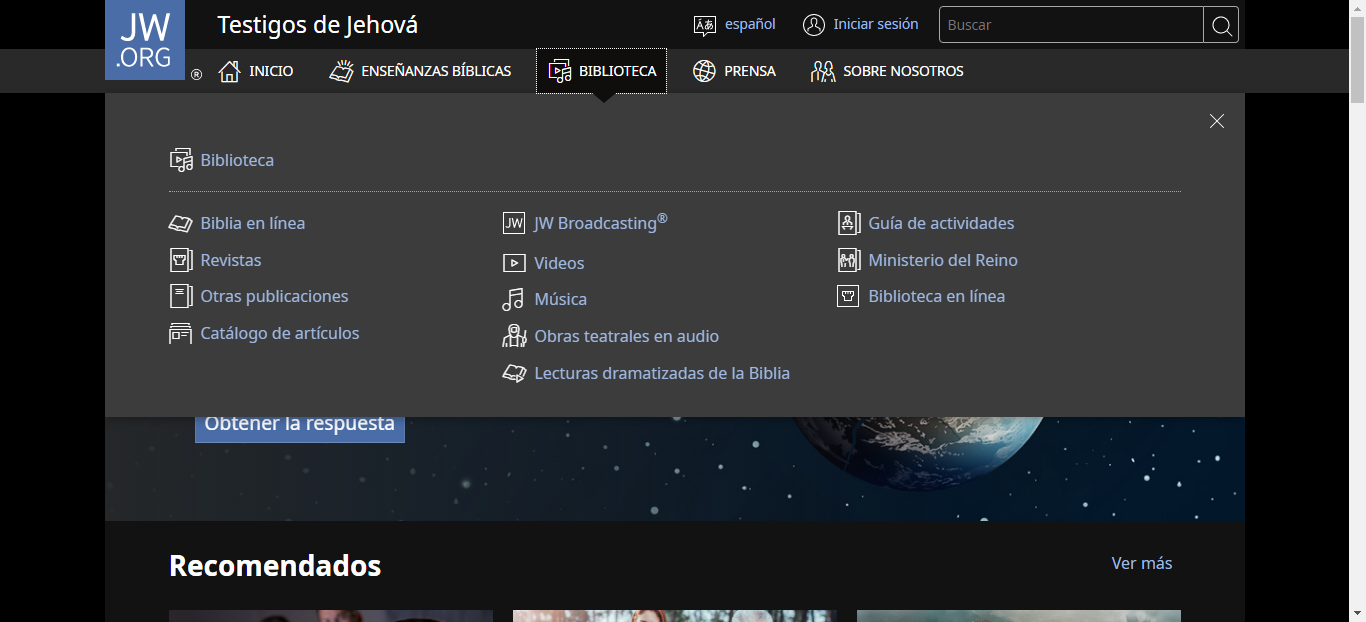 JW
.ORG
®
Testigos de Jehová
español
Iniciar sesión
Buscar
INICIO
ENSEÑANZAS BÍBLICAS
BIBLIOTECA
PRENSA
SOBRE NOSOTROS
Biblioteca
Biblia en línea
Revistas
Otras publicaciones
Catálogo de artículos
JW Broadcasting®
Videos
Música
Obras teatrales en audio
Lecturas dramatizadas de la Biblia
Guía de actividades
Ministerio del Reino
Biblioteca en línea
Obtener la respuesta
Recomendados
Ver más